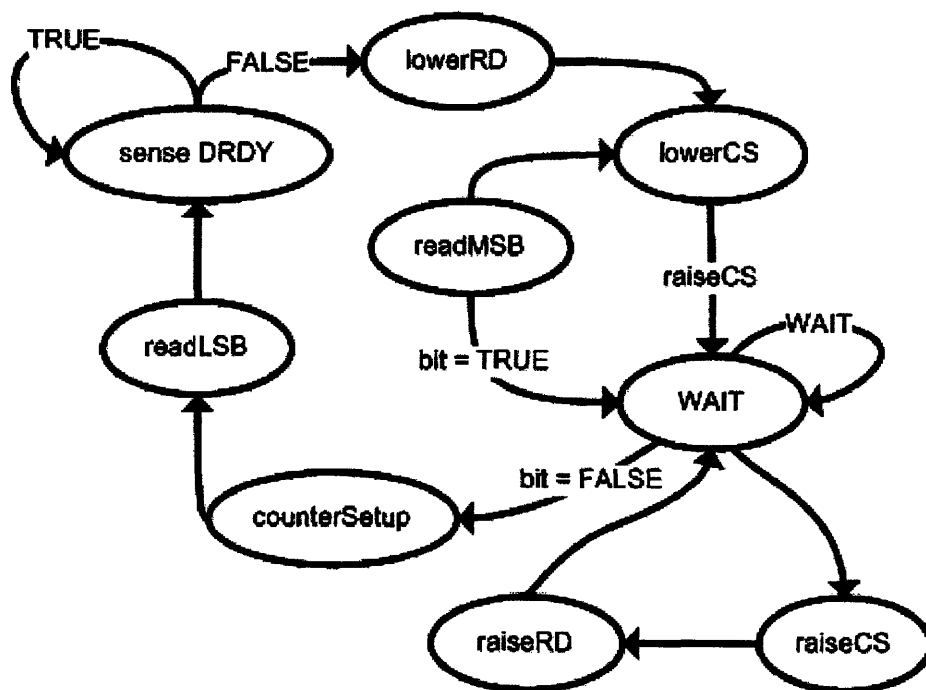 TRUE
FALSE
lowerRD
sense DRDY
lowerCS
readMSB
raiseCS
readLSB
WAIT
bit = TRUE
WAIT
bit = FALSE
counterSetup
raiseRD
raiseCS